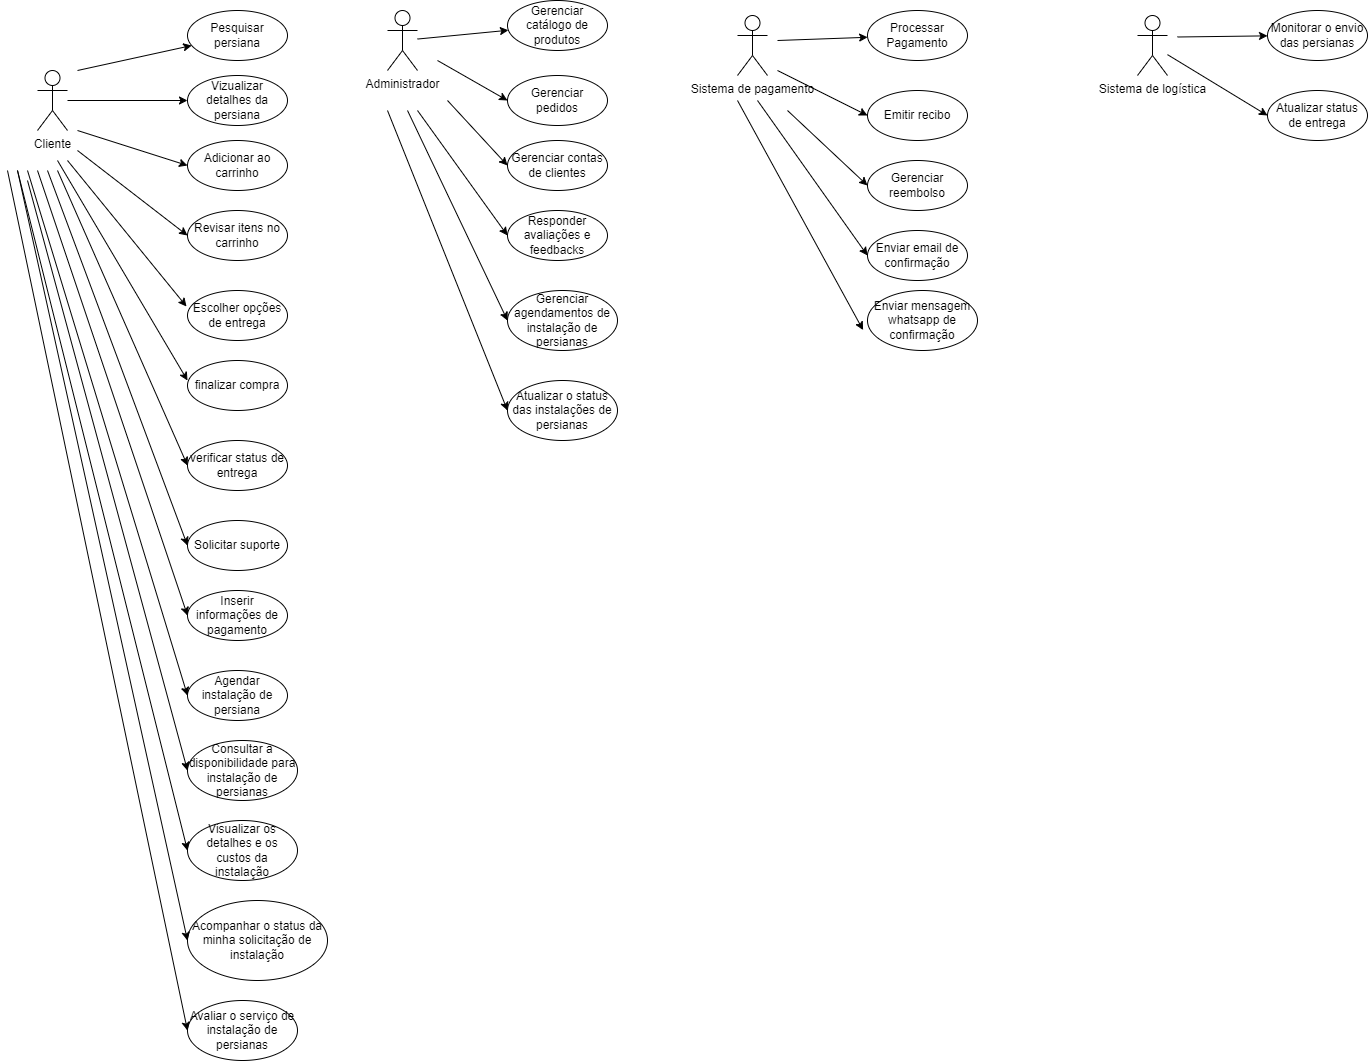 Cliente
Pesquisar
persiana
Vizualizar
detalhes da
persiana
Adicionar ao
carrinho
Revisar itens no
carrinho
Escolher opções
de entrega
finalizar compra
verificar status de
entrega
Solicitar suporte
Inserir
informações de
pagamento
Agendar
instalação de
persiana
Consultar a
disponibilidade para
instalação de
persianas
Visualizar os
detalhes e os
custos da
instalação
Acompanhar o status da
minha solicitação de
instalação
Avaliar o serviço de
instalação de
persianas
Administrador
Gerenciar
catálogo de
produtos
Gerenciar
pedidos
Gerenciar contas
de clientes
Responder
avaliações e
feedbacks
Gerenciar
agendamentos de
instalação de
persianas
Atualizar o status
das instalações de
persianas
Sistema de pagamento
Processar
Pagamento
Emitir recibo
Gerenciar
reembolso
Enviar email de
confirmação
Enviar mensagem
whatsapp de
confirmação
Sistema de logística
Monitorar o envio
das persianas
Atualizar status
de entrega